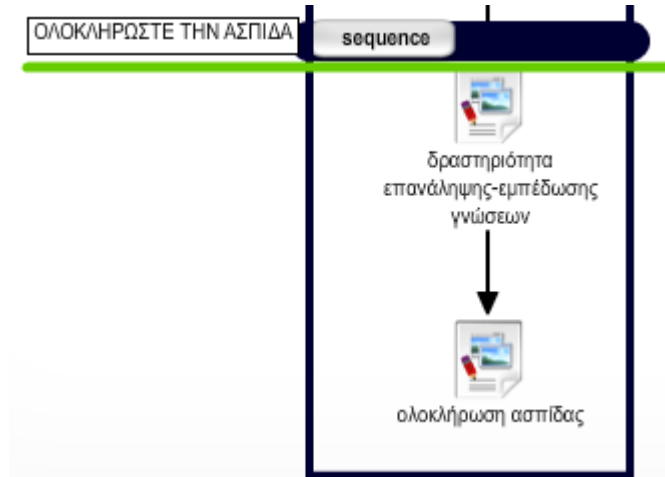 ΟΛΟΚΛΗΡΩΣΤΕ ΤΗΝ ΑΣΠΙΔΑ
sequence
δραστηριότητα
επανάληψης-εμπέδωσης
γνώσεων
ολοκλήρωση ασπίδας